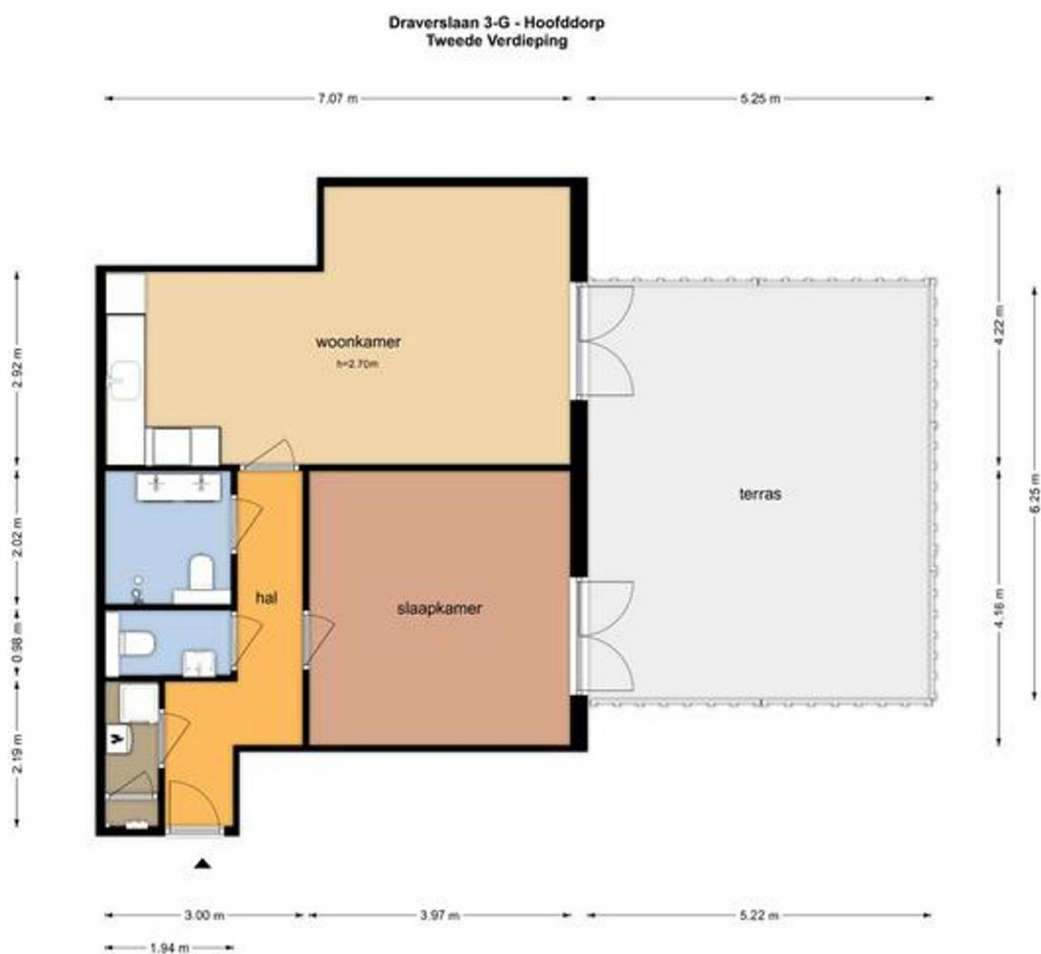 Draverslaan 3-G - Hoofddorp
Tweede Verdieping
7.07 m
5.25 m
woonkamer
h=2.70m
2.92 m
4.22 m
6.25 m
terras
2.02 m
hal
slaapkamer
4.16 m
0.98 m
2.19 m
3.00 m
3.97 m
5.22 m
1.94 m